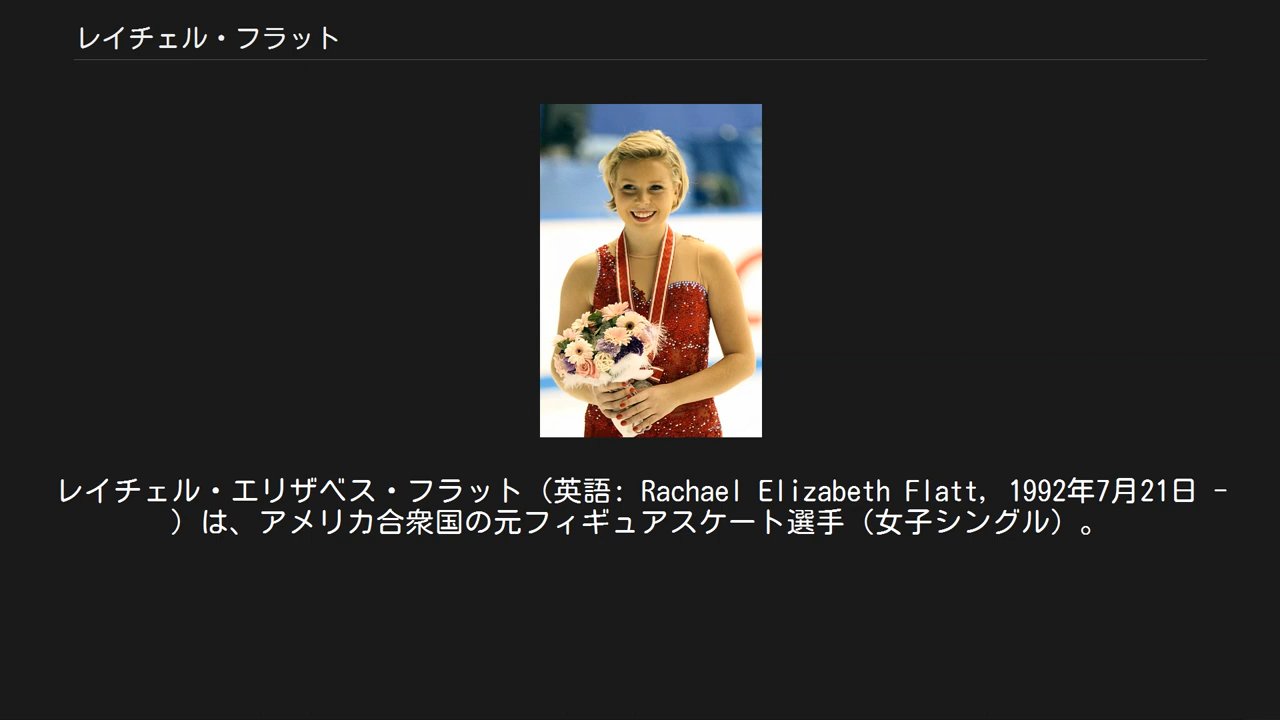 レイチェル・フラット
レイチェル・エリザベス・フラット（英語: Rachael Elizabeth Flatt, 1992年7月21日 -
）は、アメリカ合衆国の元フィギュアスケート選手（女子シングル）。